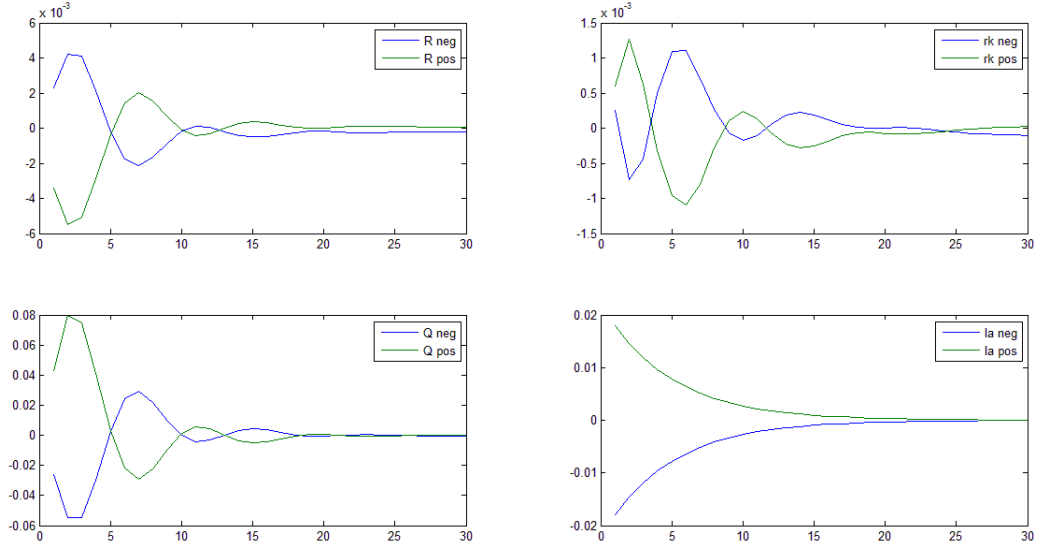 x 10⁻³
6
4
2
0
-2
-4
-6
0 5 10 15 20 25 30
R neg
R pos
x 10⁻³
1.5
1
0.5
0
-0.5
-1
-1.5
0 5 10 15 20 25 30
rk neg
rk pos
0.08
0.06
0.04
0.02
0
-0.02
-0.04
-0.06
0 5 10 15 20 25 30
Q neg
Q pos
0.02
0.01
0
-0.01
-0.02
0 5 10 15 20 25 30
la neg
la pos